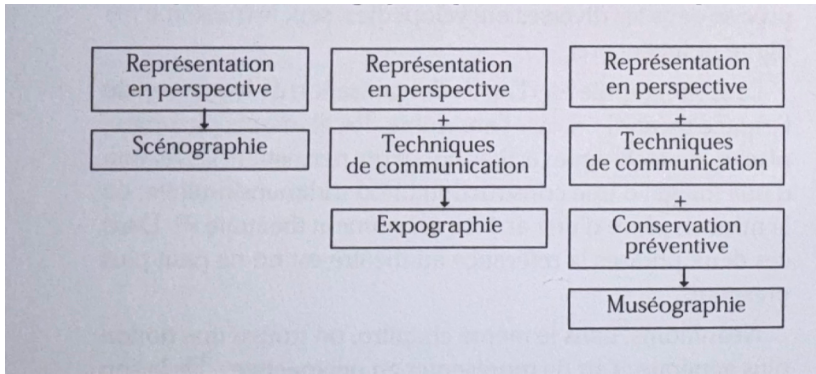 Représentation
en perspective
Scénographie
Représentation
en perspective
+
Techniques
de communication
Expographie
Représentation
en perspective
+
Techniques
de communication
+
Conservation
préventive
Muséographie